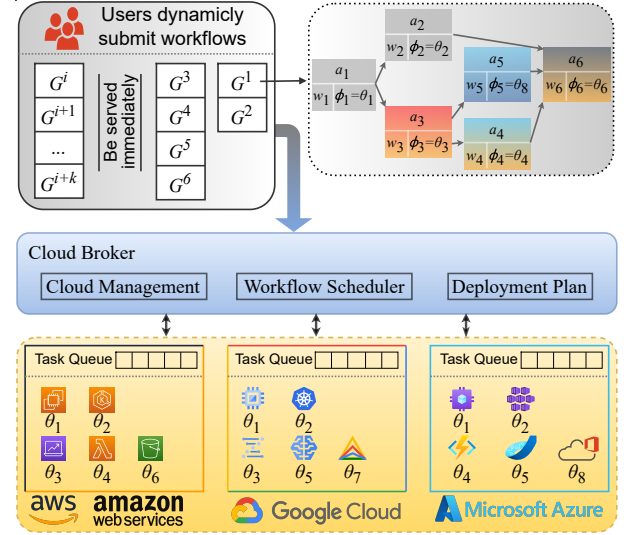 Users dynamicly
submit workflows
G^i
G^{i+1}
...
G^{i+k}
Be served
immediately
G^3
G^4
G^5
G^6
G^1
G^2
a_1
w_1 ϕ_1=θ_1
a_2
w_2 ϕ_2=θ_2
a_3
w_3 ϕ_3=θ_3
a_5
w_5 ϕ_5=θ_8
a_4
w_4 ϕ_4=θ_4
a_6
w_6 ϕ_6=θ_6
Cloud Broker
Cloud Management
Workflow Scheduler
Deployment Plan
Task Queue
θ_1 θ_2
θ_3 θ_4 θ_6
aws amazon
webservices
Task Queue
θ_1 θ_2
θ_3 θ_5 θ_7
Google Cloud
Task Queue
θ_1 θ_2
θ_4 θ_5 θ_8
Microsoft Azure